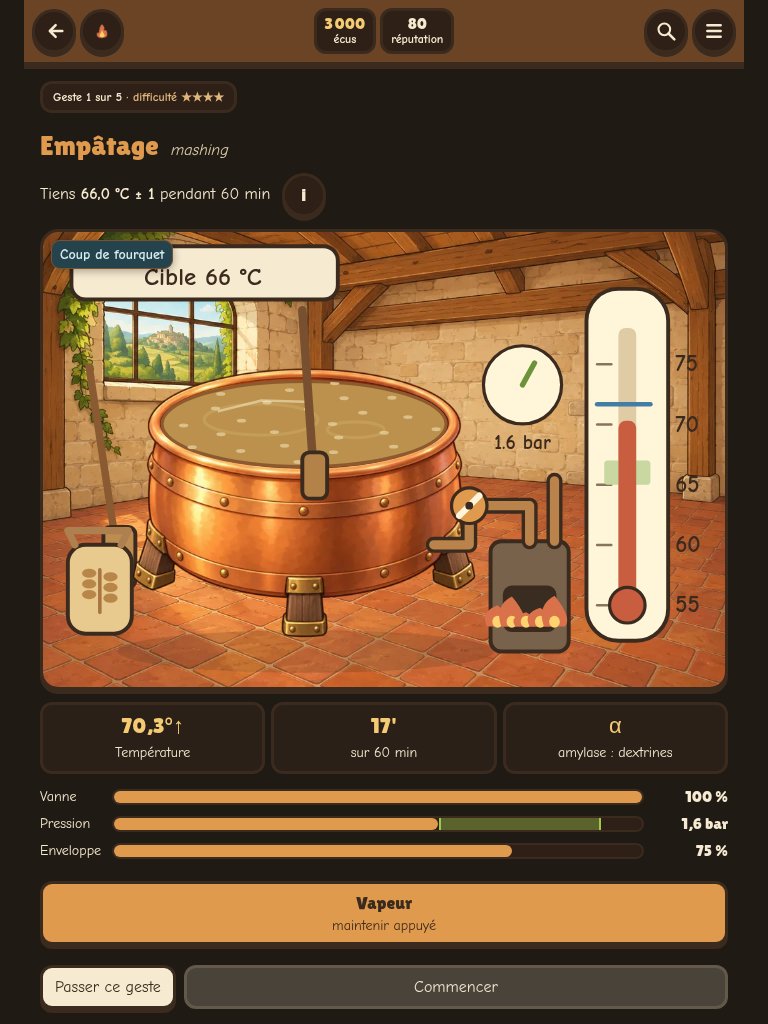 3 000
écus
80
réputation
Geste 1 sur 5 · difficulté ★★★★
Empâtage mashing
Tiens 66,0 °C ± 1 pendant 60 min i
Coup de fourquet
Cible 66 °C
75
70
65
60
55
1.6 bar
70,3°↑
Température
17'
sur 60 min
α
amylase : dextrines
Vanne 100 %
Pression 1,6 bar
Enveloppe 75 %
Vapeur
maintenir appuyé
Passer ce geste
Commencer